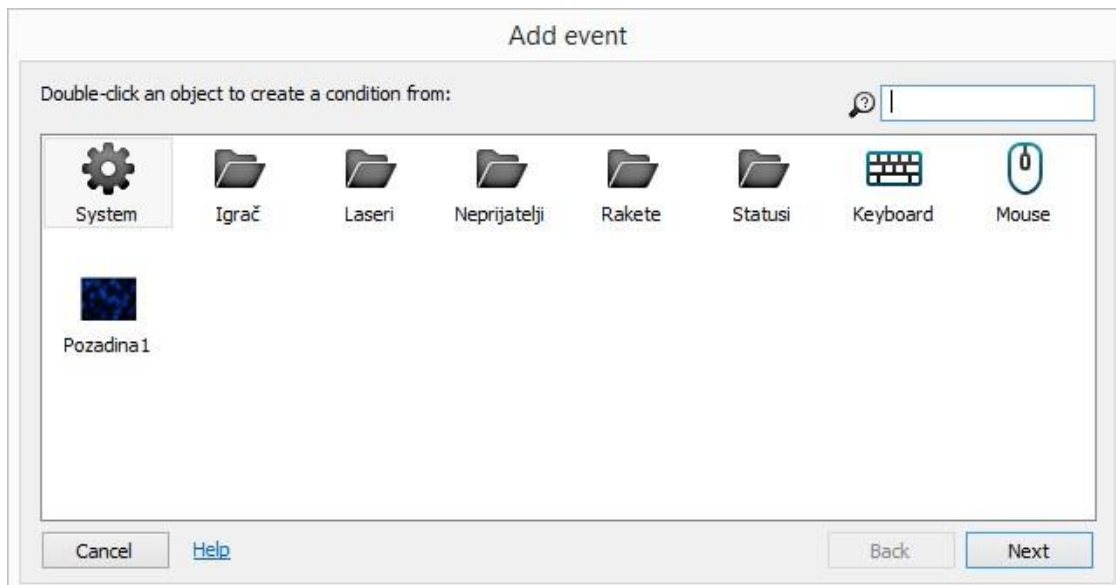 Add event
Double-click an object to create a condition from:
System Igrač Laseri Neprijatelji Rakete Statusi Keyboard Mouse
Pozadina1
Cancel Help Back Next